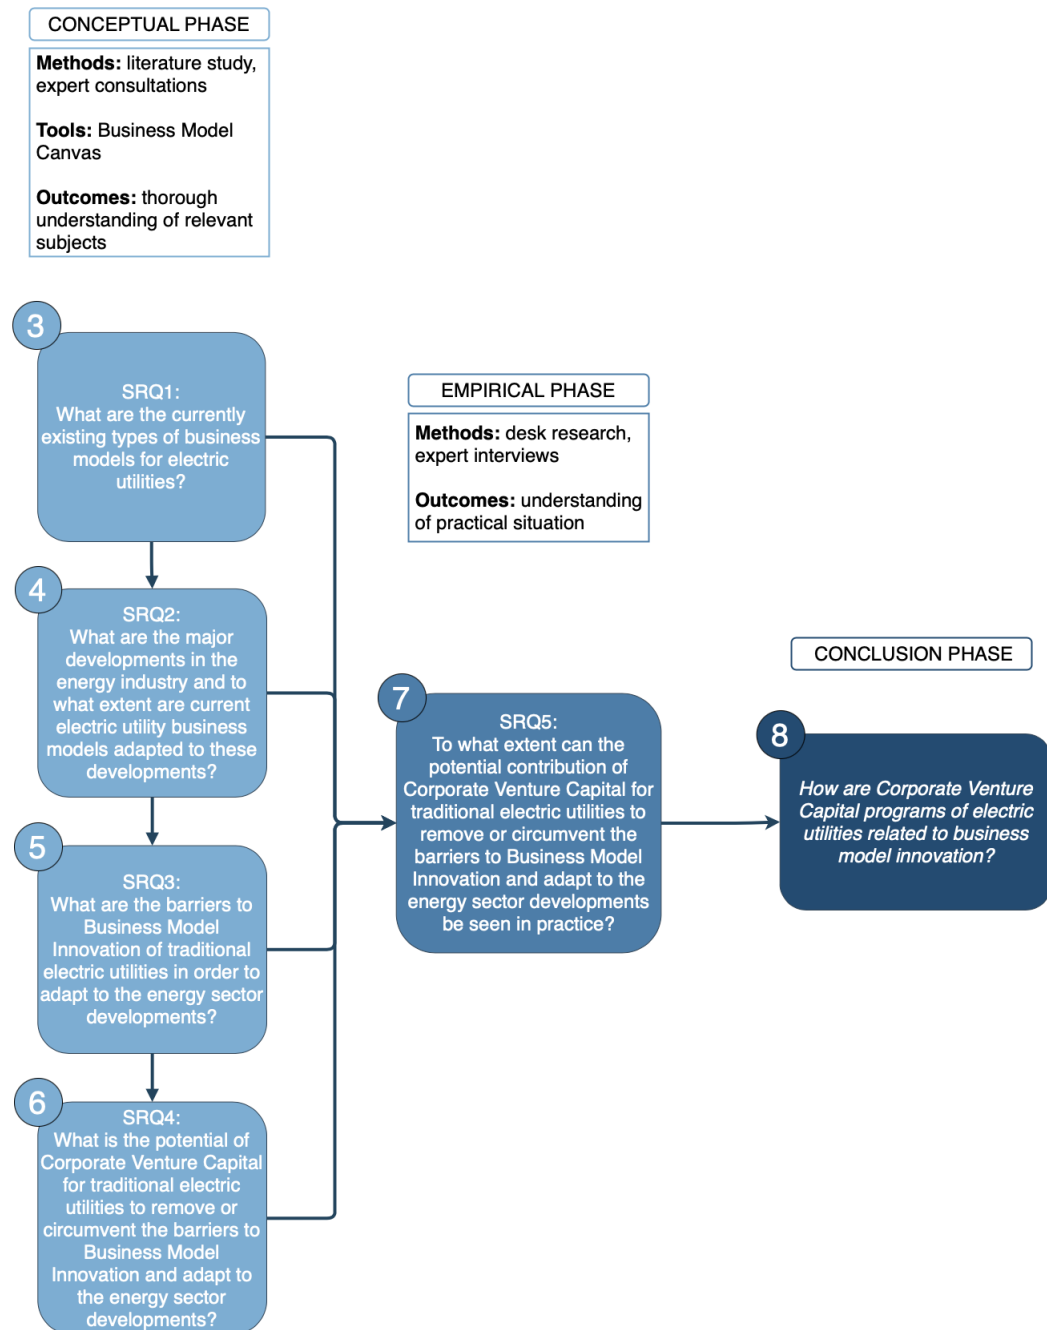 CONCEPTUAL PHASE
Methods: literature study,
expert consultations
Tools: Business Model
Canvas
Outcomes: thorough
understanding of relevant
subjects
3
SRQ1:
What are the currently
existing types of business
models for electric
utilities?
4
SRQ2:
What are the major
developments in the
energy industry and to
what extent are current
electric utility business
models adapted to these
developments?
5
SRQ3:
What are the barriers to
Business Model
Innovation of traditional
electric utilities in order to
adapt to the energy sector
developments?
6
SRQ4:
What is the potential of
Corporate Venture Capital
for traditional electric
utilities to remove or
circumvent the barriers to
Business Model
Innovation and adapt to
the energy sector
developments?
EMPIRICAL PHASE
Methods: desk research,
expert interviews
Outcomes: understanding
of practical situation
7
SRQ5:
To what extent can the
potential contribution of
Corporate Venture Capital for
traditional electric utilities to
remove or circumvent the
barriers to Business Model
Innovation and adapt to the
energy sector developments
be seen in practice?
CONCLUSION PHASE
8
How are Corporate Venture
Capital programs of electric
utilities related to business
model innovation?